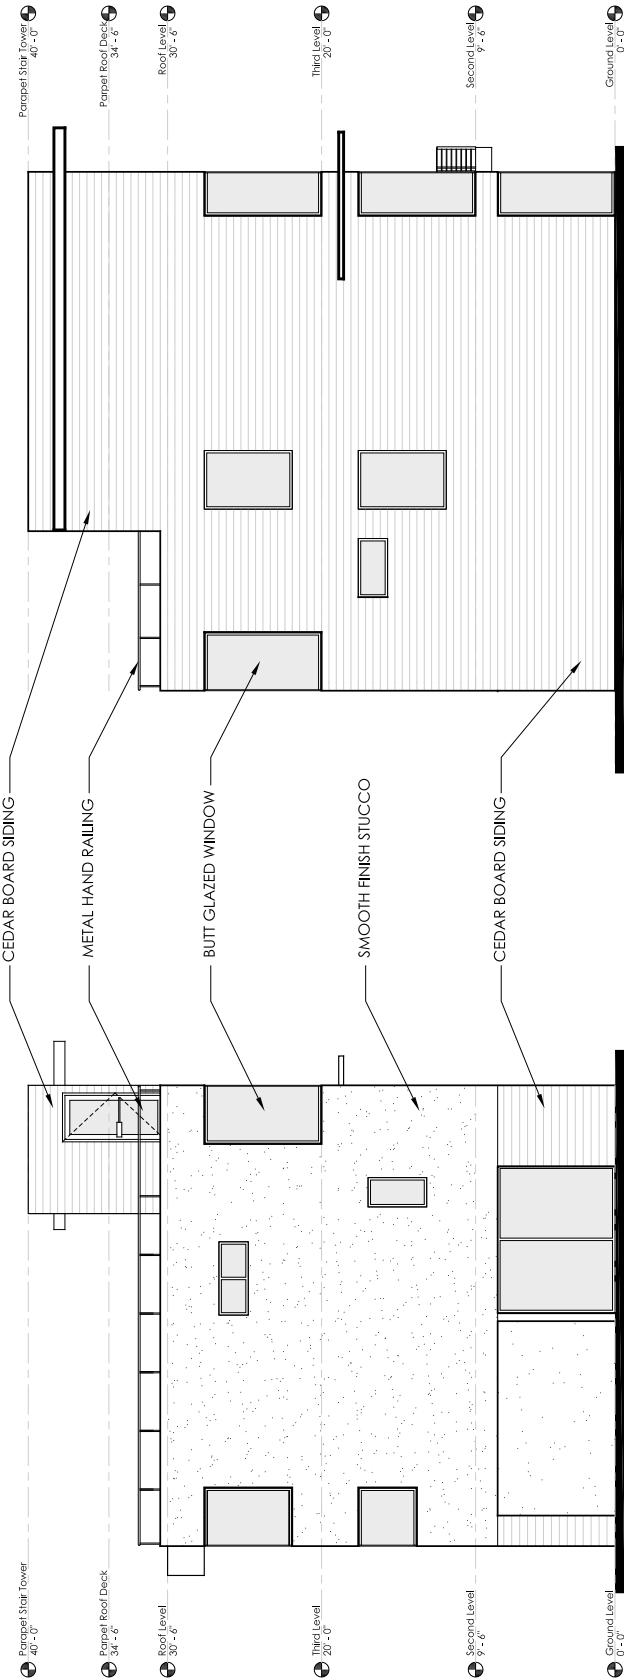 Parapet Stair Tower
40' - 0"
Parpet Roof Deck
34' - 6"
Roof Level
30' - 6"
Third Level
20' - 0"
Second Level
9' - 6"
Ground Level
0' - 0"
CEDAR BOARD SIDING
METAL HAND RAILING
BUTT GLAZED WINDOW
SMOOTH FINISH STUCCO
CEDAR BOARD SIDING
Parapet Stair Tower
40' - 0"
Parpet Roof Deck
34' - 6"
Roof Level
30' - 6"
Third Level
20' - 0"
Second Level
9' - 6"
Ground Level
0' - 0"